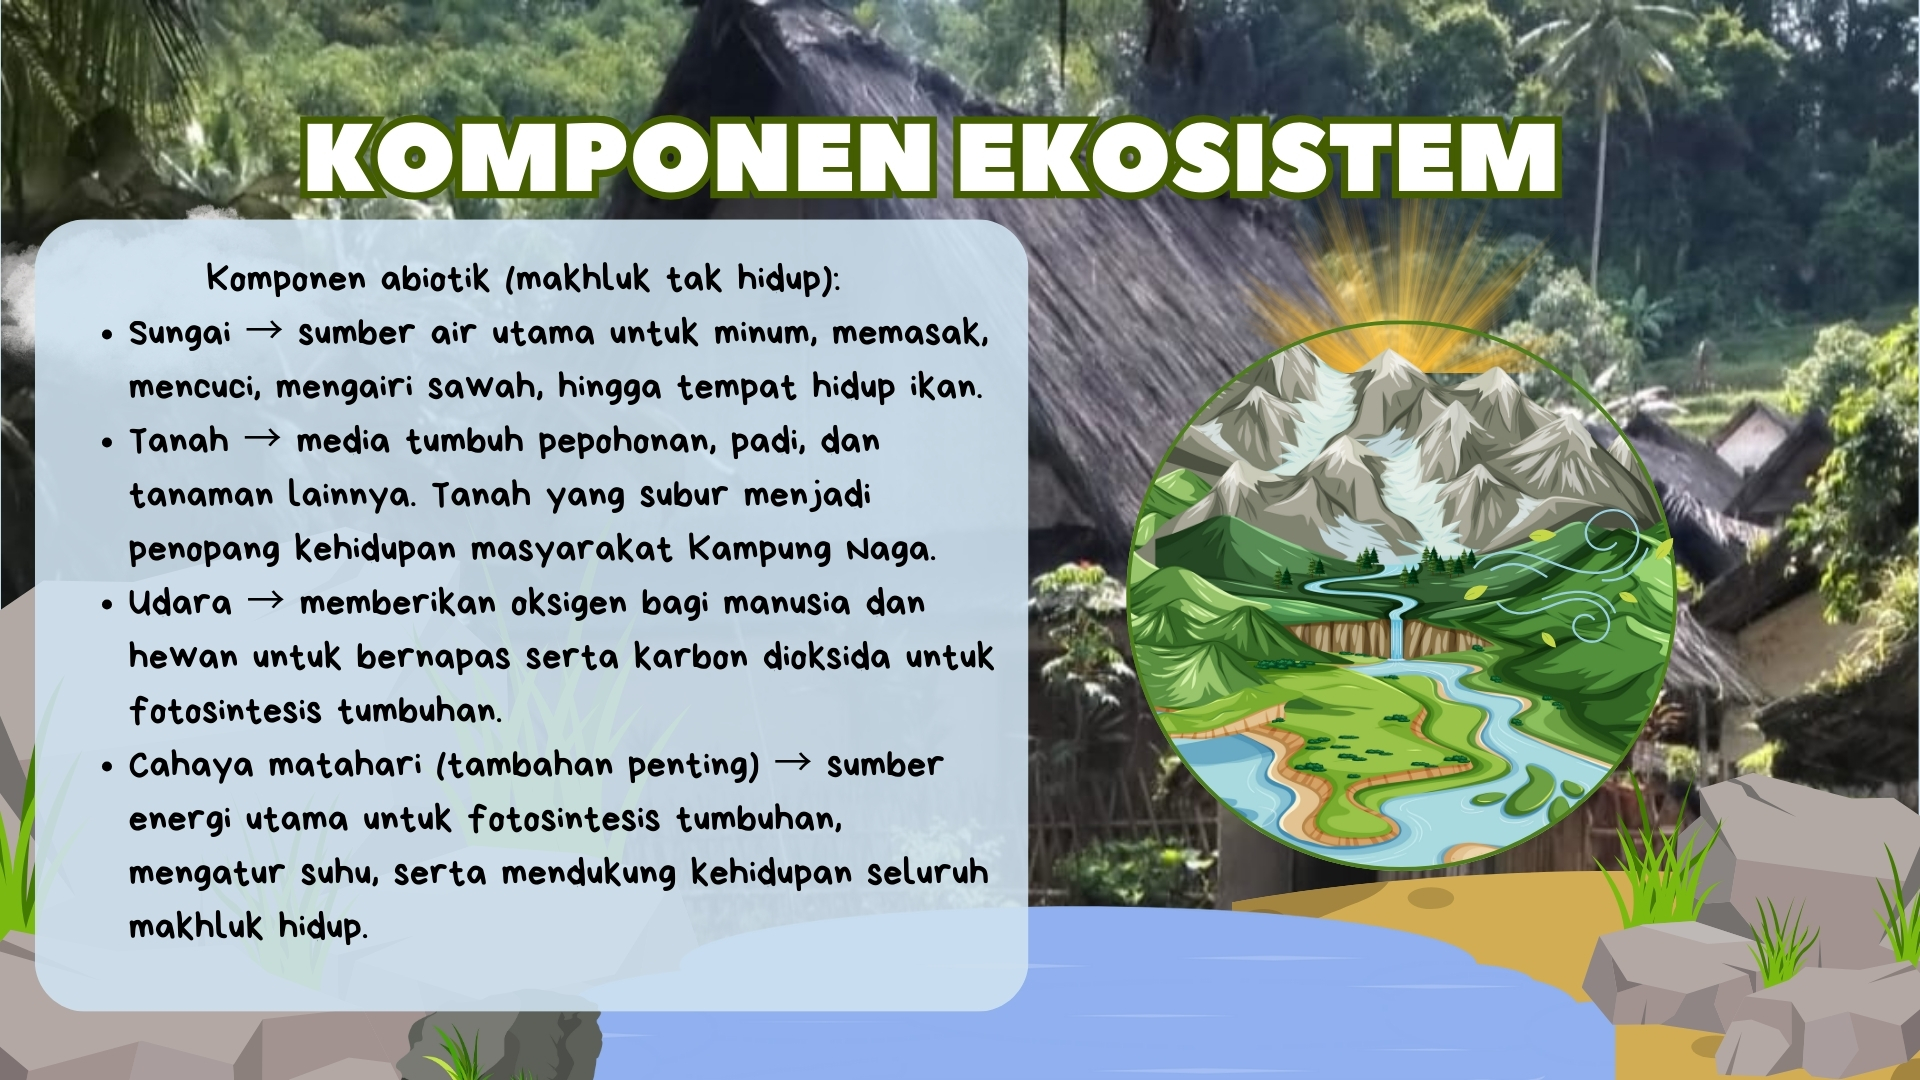 KOMPONEN EKOSISTEM
Komponen abiotik (makhluk tak hidup):
• Sungai → sumber air utama untuk minum, memasak,
mencuci, mengairi sawah, hingga tempat hidup ikan.
• Tanah → media tumbuh pepohonan, padi, dan
tanaman lainnya. Tanah yang subur menjadi
penopang kehidupan masyarakat Kampung Naga.
• Udara → memberikan oksigen bagi manusia dan
hewan untuk bernapas serta karbon dioksida untuk
fotosintesis tumbuhan.
• Cahaya matahari (tambahan penting) → sumber
energi utama untuk fotosintesis tumbuhan,
mengatur suhu, serta mendukung kehidupan seluruh
makhluk hidup.